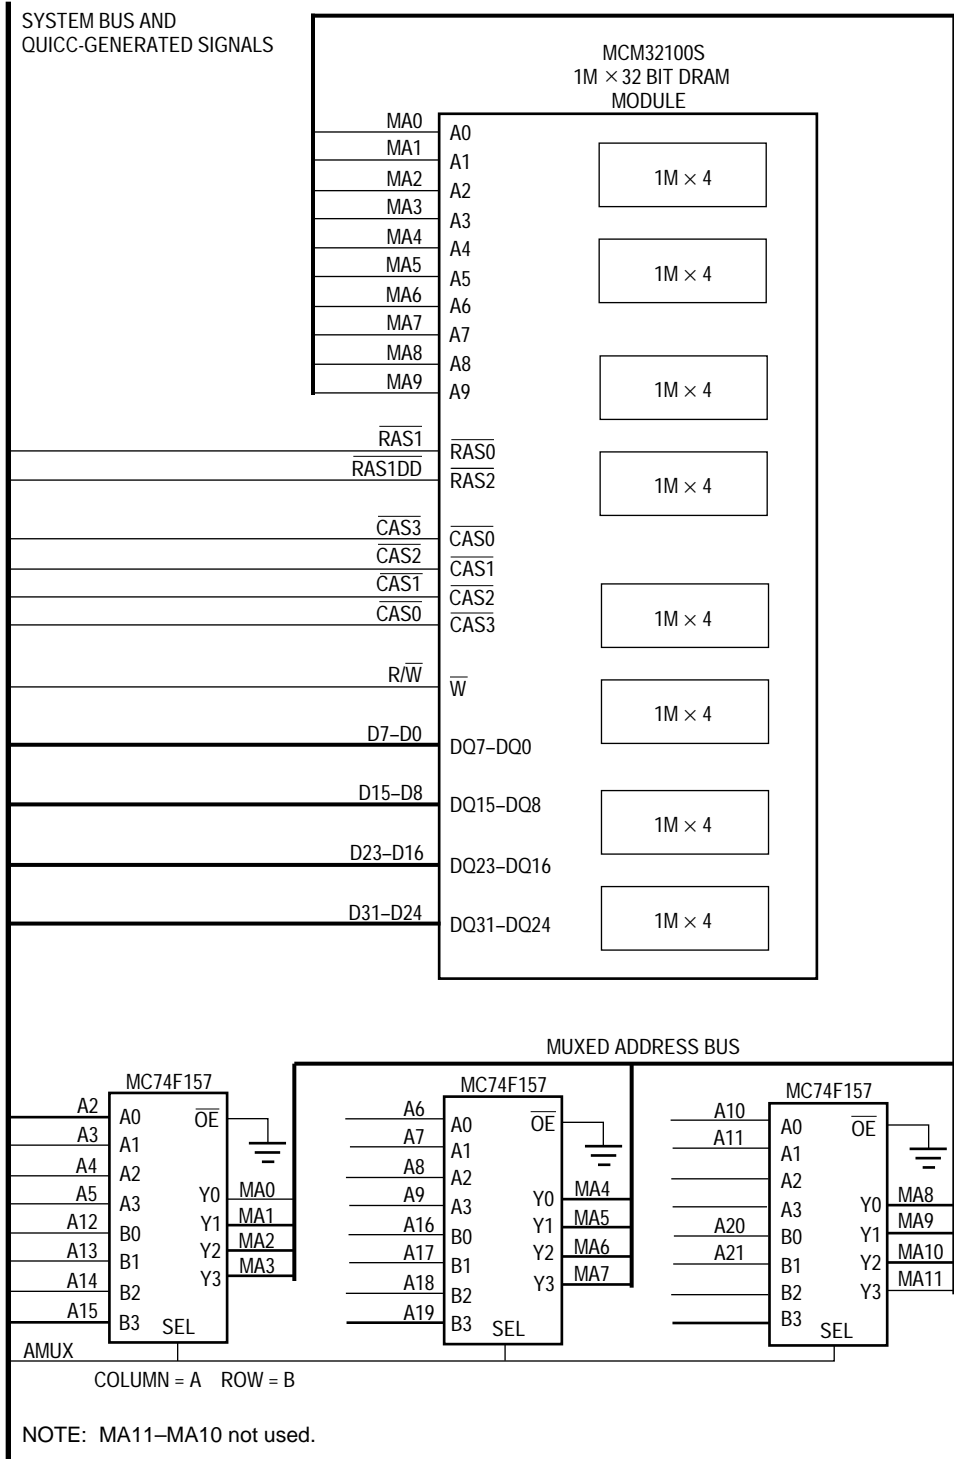 SYSTEM BUS AND
QUICC-GENERATED SIGNALS
MCM32100S
1M × 32 BIT DRAM
MODULE
MA0 A0
MA1 A1
MA2 A2
MA3 A3
MA4 A4
MA5 A5
MA6 A6
MA7 A7
MA8 A8
MA9 A9
RAS1 RAS0
RAS1DD RAS2
CAS3 CAS0
CAS2 CAS1
CAS1 CAS2
CAS0 CAS3
R/W W
D7–D0 DQ7–DQ0
D15–D8 DQ15–DQ8
D23–D16 DQ23–DQ16
D31–D24 DQ31–DQ24
1M × 4
1M × 4
1M × 4
1M × 4
1M × 4
1M × 4
1M × 4
1M × 4
MUXED ADDRESS BUS
MC74F157
A2 A0 OE
A3 A1
A4 A2
A5 A3 Y0 MA0
A12 B0 Y1 MA1
A13 B1 Y2 MA2
A14 B2 Y3 MA3
A15 B3 SEL
MC74F157
A6 A0 OE
A7 A1
A8 A2
A9 A3 Y0 MA4
A16 B0 Y1 MA5
A17 B1 Y2 MA6
A18 B2 Y3 MA7
A19 B3 SEL
MC74F157
A10 A0 OE
A11 A1
A2
A3 Y0 MA8
A20 B0 Y1 MA9
A21 B1 Y2 MA10
B2 Y3 MA11
B3 SEL
AMUX
COLUMN = A ROW = B
NOTE: MA11–MA10 not used.